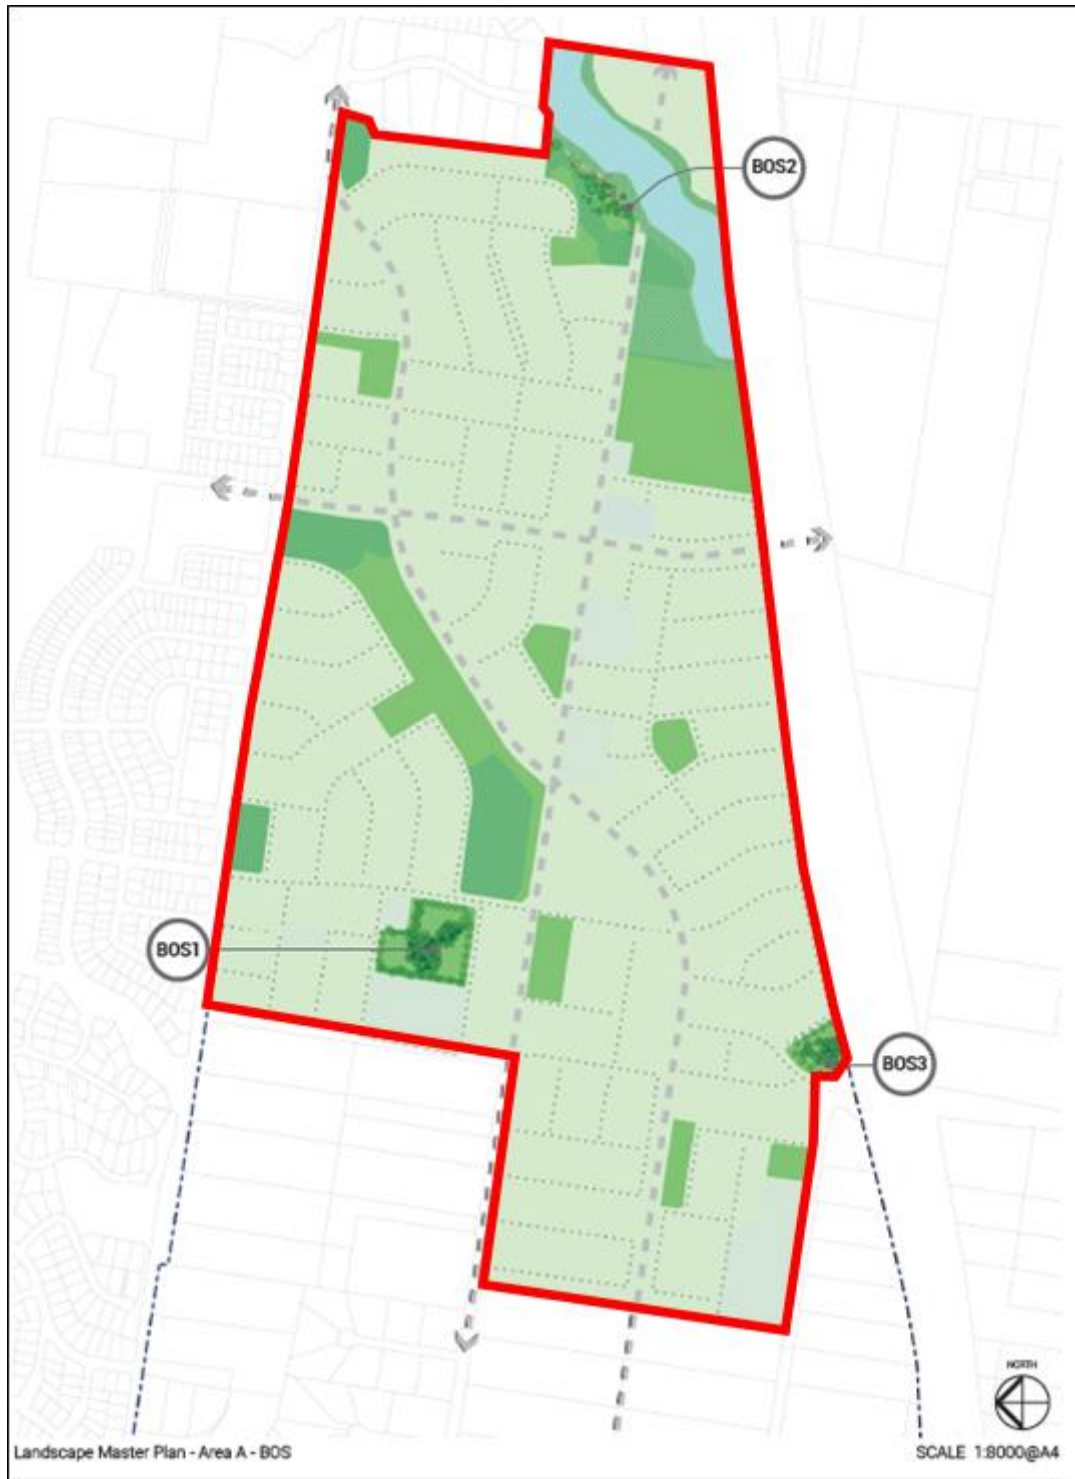 BOS2
BOS1
BOS3
NORTH
Landscape Master Plan - Area A - BOS
SCALE 1:8000@A4